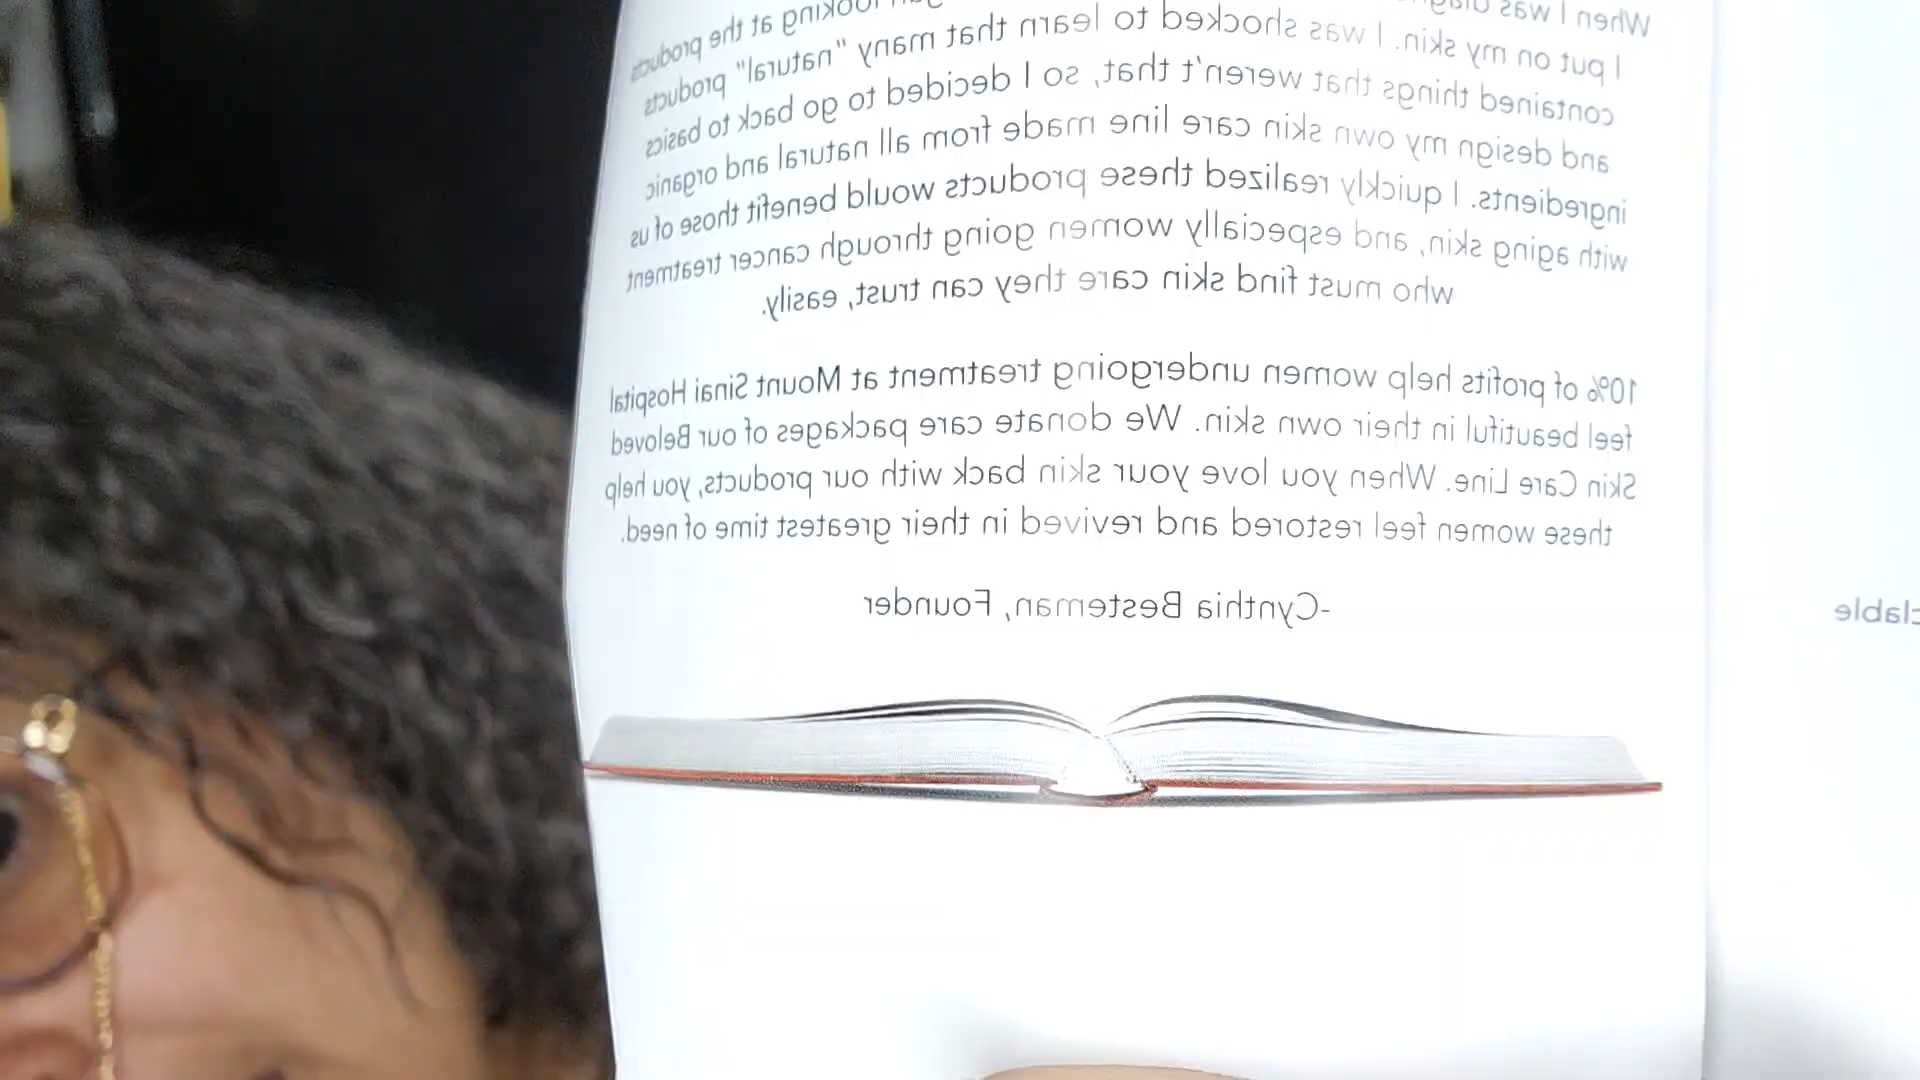 When I was
looking at the products
I put on my skin. I was shocked to learn that many "natural" products
contained things that weren't that, so I decided to go back to basics
and design my own skin care line made from all natural and organic
ingredients. I quickly realized these products would benefit those of us
with aging skin, and especially women going through cancer treatment
who must find skin care they can trust, easily.
10% of profits help women undergoing treatment at Mount Sinai Hospital
feel beautiful in their own skin. We donate care packages of our Beloved
Skin Care Line. When you love your skin back with our products, you help
these women feel restored and revived in their greatest time of need.
-Cynthia Besteman, Founder